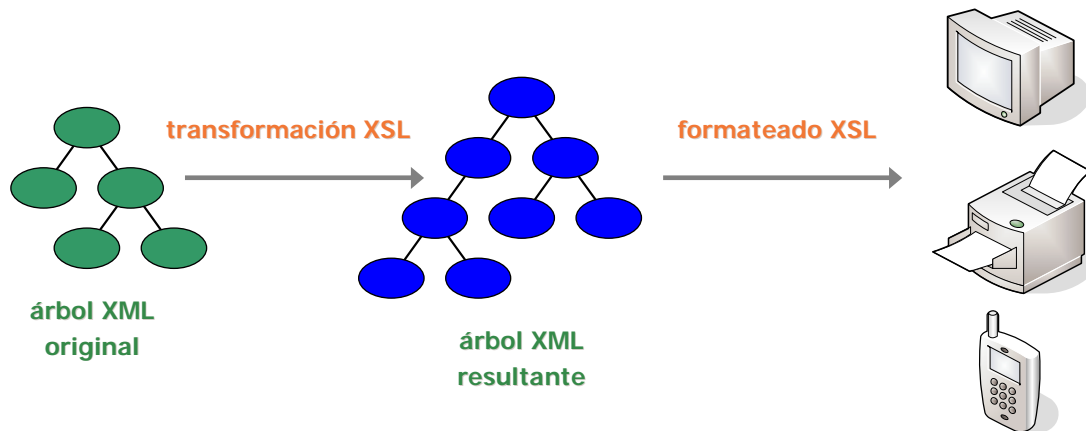 transformación XSL
formateado XSL
árbol XML
original
árbol XML
resultante